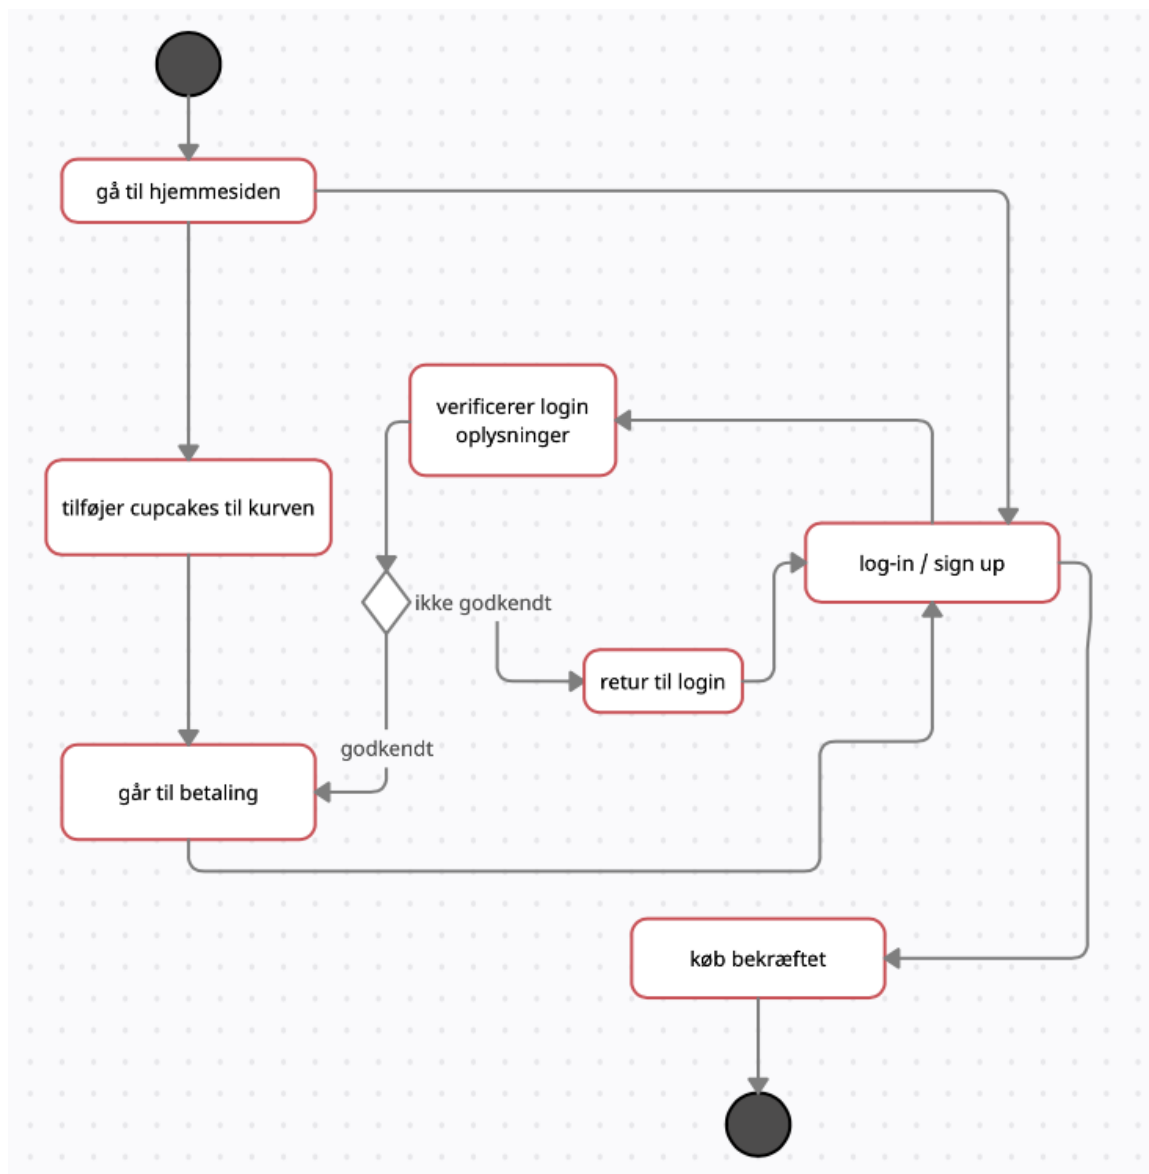 gå til hjemmesiden
verificerer login
oplysninger
tilføjer cupcakes til kurven
log-in / sign up
ikke godkendt
retur til login
godkendt
går til betaling
køb bekræftet